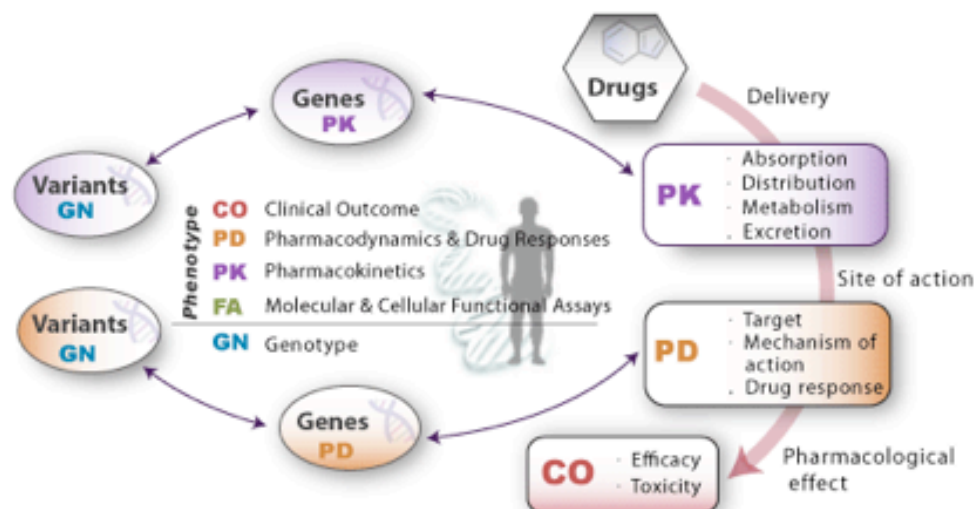 Drugs
Delivery
Genes
PK
Variants
GN
PK
· Absorption
· Distribution
· Metabolism
. Excretion
Phenotype
CO Clinical Outcome
PD Pharmacodynamics & Drug Responses
PK Pharmacokinetics
FA Molecular & Cellular Functional Assays
GN Genotype
Site of action
Variants
GN
PD
· Target
· Mechanism of
action
. Drug response
Genes
PD
CO
· Efficacy
· Toxicity
Pharmacological
effect